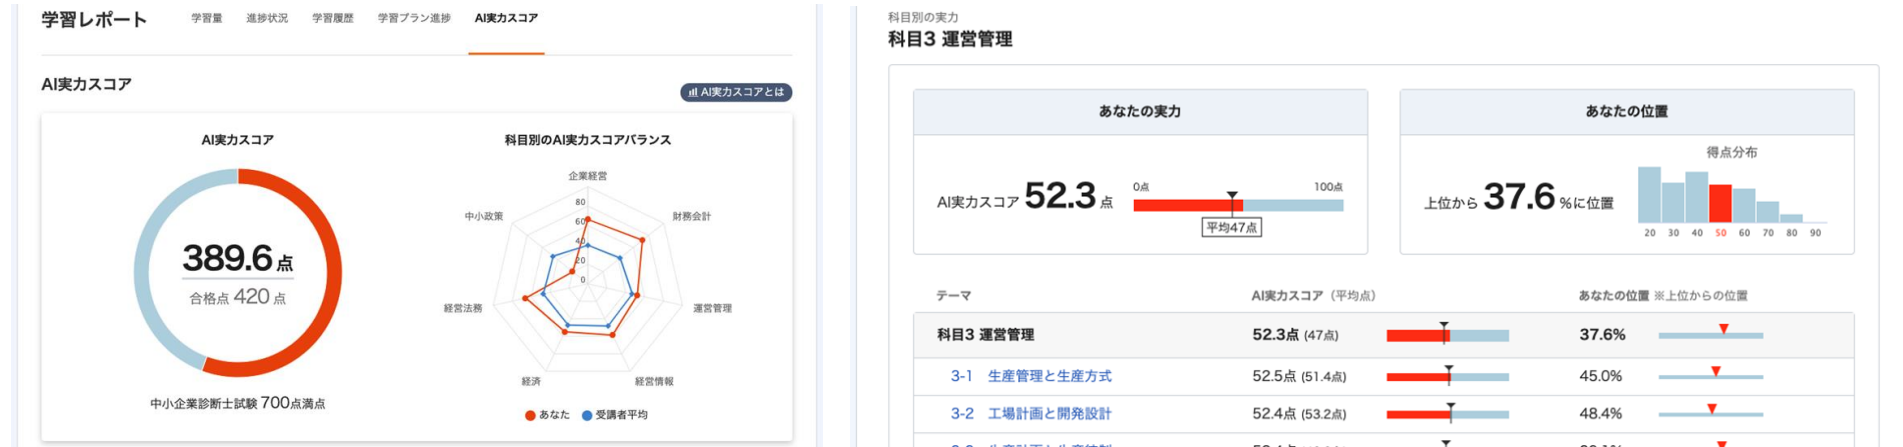 学習レポート 学習量 進捗状況 学習履歴 学習プラン進捗 AI実力スコア
AI実力スコア
AI実力スコアとは
AI実力スコア
389.6点
合格点 420 点
中小企業診断士試験 700点満点
科目別のAI実力スコアバランス
企業経営
財務会計
運営管理
経営情報
経済
経営法務
中小政策
80
60
40
20
0
あなた 受講者平均
科目別の実力
科目3 運営管理
あなたの実力
AI実力スコア 52.3 点
0点 100点
平均47点
あなたの位置
上位から 37.6 %に位置
得点分布
20 30 40 50 60 70 80 90
テーマ AI実力スコア（平均点） あなたの位置 ※上位からの位置
科目3 運営管理 52.3点 (47点) 37.6%
3-1 生産管理と生産方式 52.5点 (51.4点) 45.0%
3-2 工場計画と開発設計 52.4点 (53.2点) 48.4%